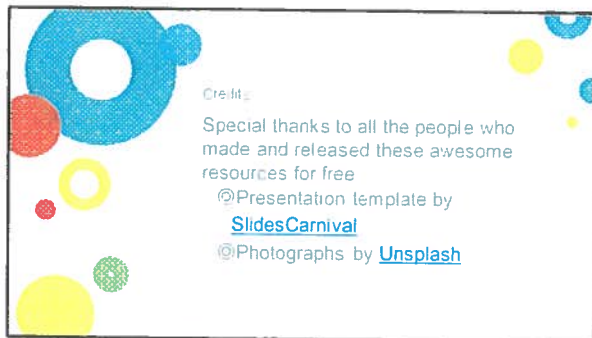 Credits
Special thanks to all the people who
made and released these awesome
resources for free
◎Presentation template by
SlidesCarnival
◎Photographs by Unsplash